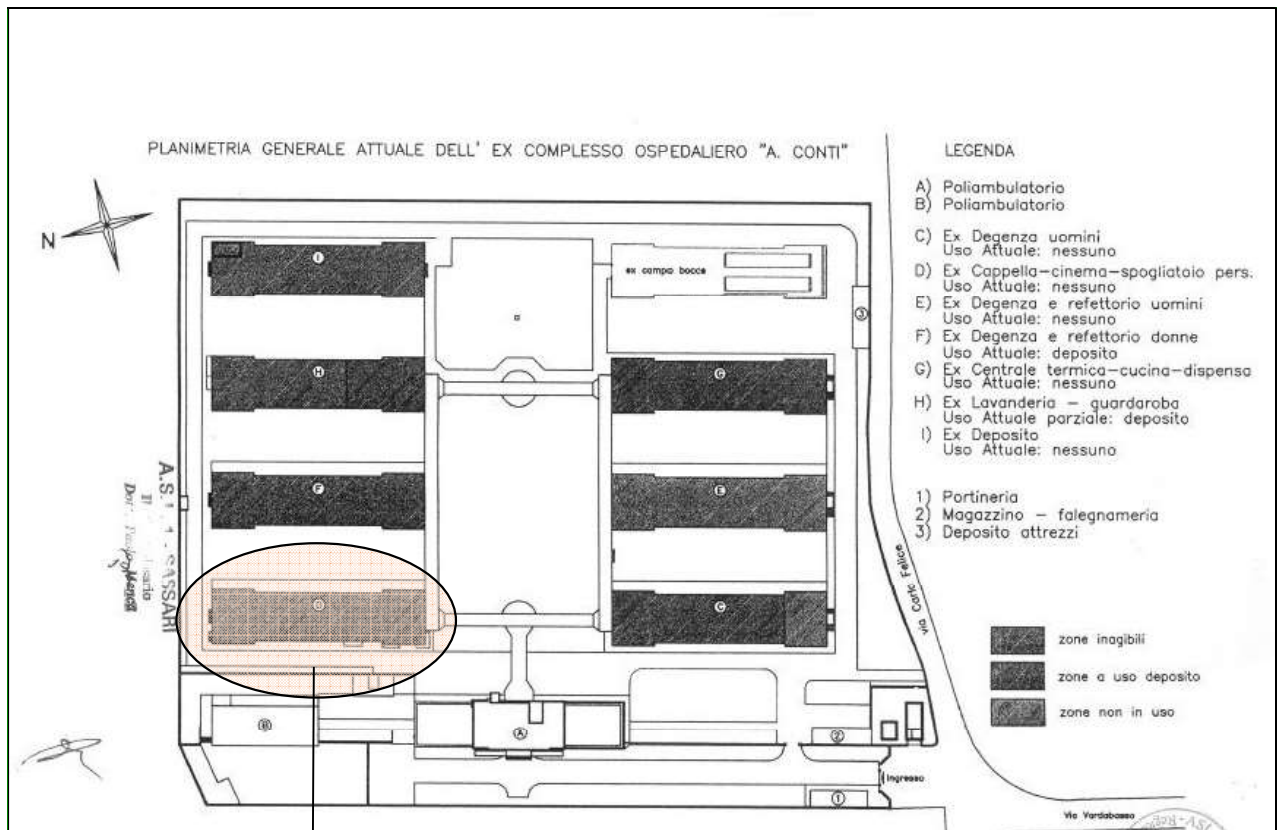 PLANIMETRIA GENERALE ATTUALE DELL' EX COMPLESSO OSPEDALIERO "A. CONTI"
LEGENDA
A) Poliambulatorio
B) Poliambulatorio
C) Ex Degenza uomini
Uso Attuale: nessuno
D) Ex Cappella-cinema-spogliatoio pers.
Uso Attuale: nessuno
E) Ex Degenza e refettorio uomini
Uso Attuale: nessuno
F) Ex Degenza e refettorio donne
Uso Attuale: deposito
G) Ex Centrale termica-cucina-dispensa
Uso Attuale: nessuno
H) Ex Lavanderia - guardaroba
Uso Attuale parziale: deposito
I) Ex Deposito
Uso Attuale: nessuno
1) Portineria
2) Magazzino - falegnameria
3) Deposito attrezzi
zone inagibili
zone a uso deposito
zone non in uso
N
I
ex campo bocce
3
H
G
F
E
C
B
A
2
1
Ingresso
via Carlo Felice
Via Vardabasso
SASSARI